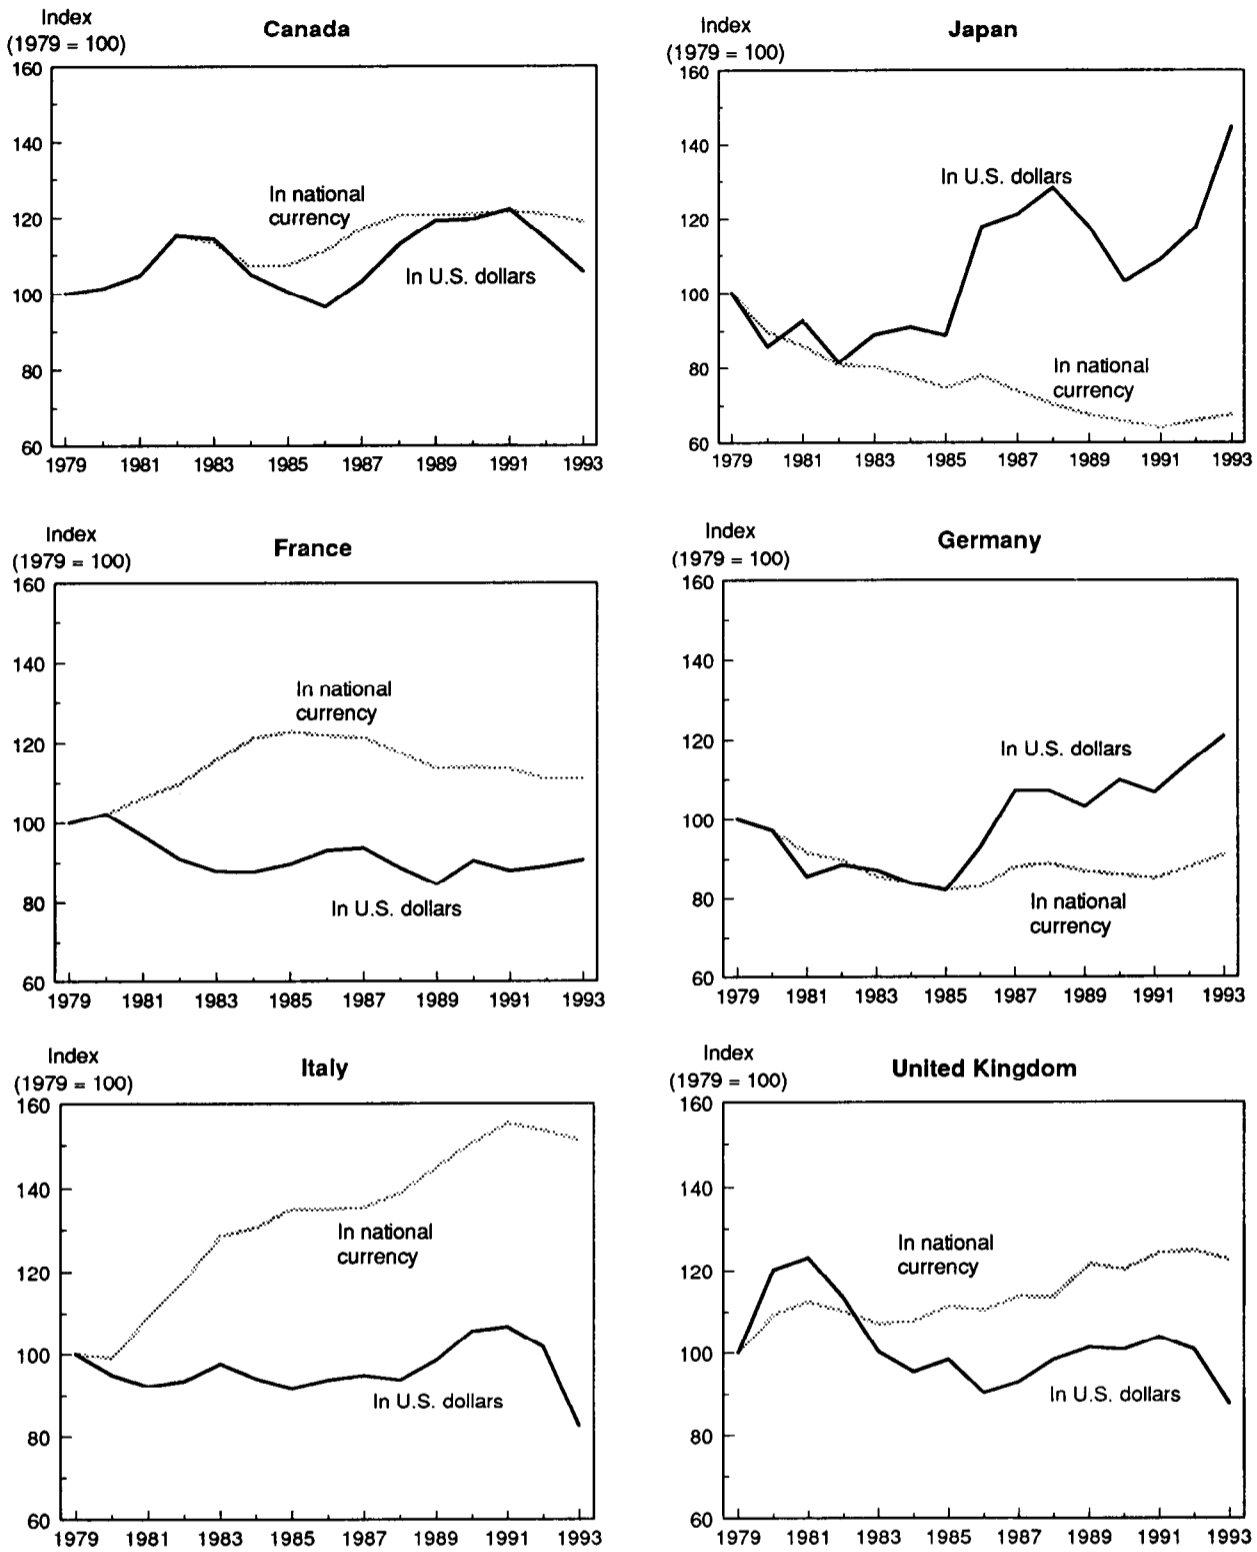 Index
(1979 = 100)
Canada
160
140
120
100
80
60
In national
currency
In U.S. dollars
1979 1981 1983 1985 1987 1989 1991 1993
Index
(1979 = 100)
Japan
160
140
120
100
80
60
In U.S. dollars
In national
currency
1979 1981 1983 1985 1987 1989 1991 1993
Index
(1979 = 100)
France
160
140
120
100
80
60
In national
currency
In U.S. dollars
1979 1981 1983 1985 1987 1989 1991 1993
Index
(1979 = 100)
Germany
160
140
120
100
80
60
In U.S. dollars
In national
currency
1979 1981 1983 1985 1987 1989 1991 1993
Index
(1979 = 100)
Italy
160
140
120
100
80
60
In national
currency
In U.S. dollars
1979 1981 1983 1985 1987 1989 1991 1993
Index
(1979 = 100)
United Kingdom
160
140
120
100
80
60
In national
currency
In U.S. dollars
1979 1981 1983 1985 1987 1989 1991 1993